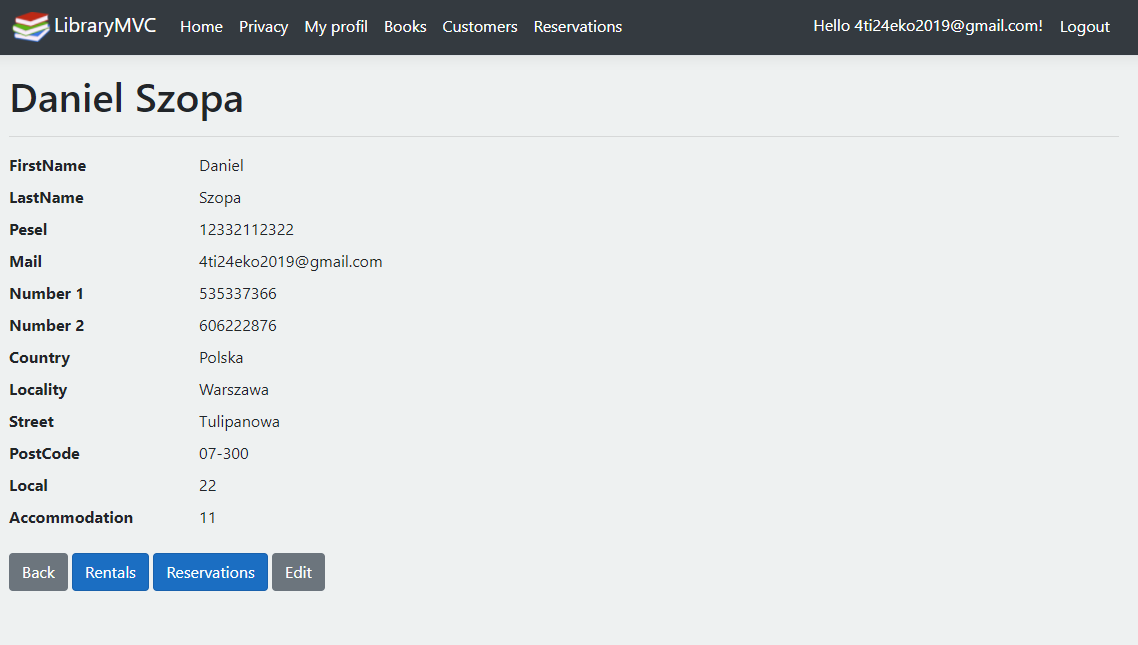 LibraryMVC Home Privacy My profil Books Customers Reservations Hello 4ti24eko2019@gmail.com! Logout
Daniel Szopa
FirstName Daniel
LastName Szopa
Pesel 12332112322
Mail 4ti24eko2019@gmail.com
Number 1 535337366
Number 2 606222876
Country Polska
Locality Warszawa
Street Tulipanowa
PostCode 07-300
Local 22
Accommodation 11
Back Rentals Reservations Edit